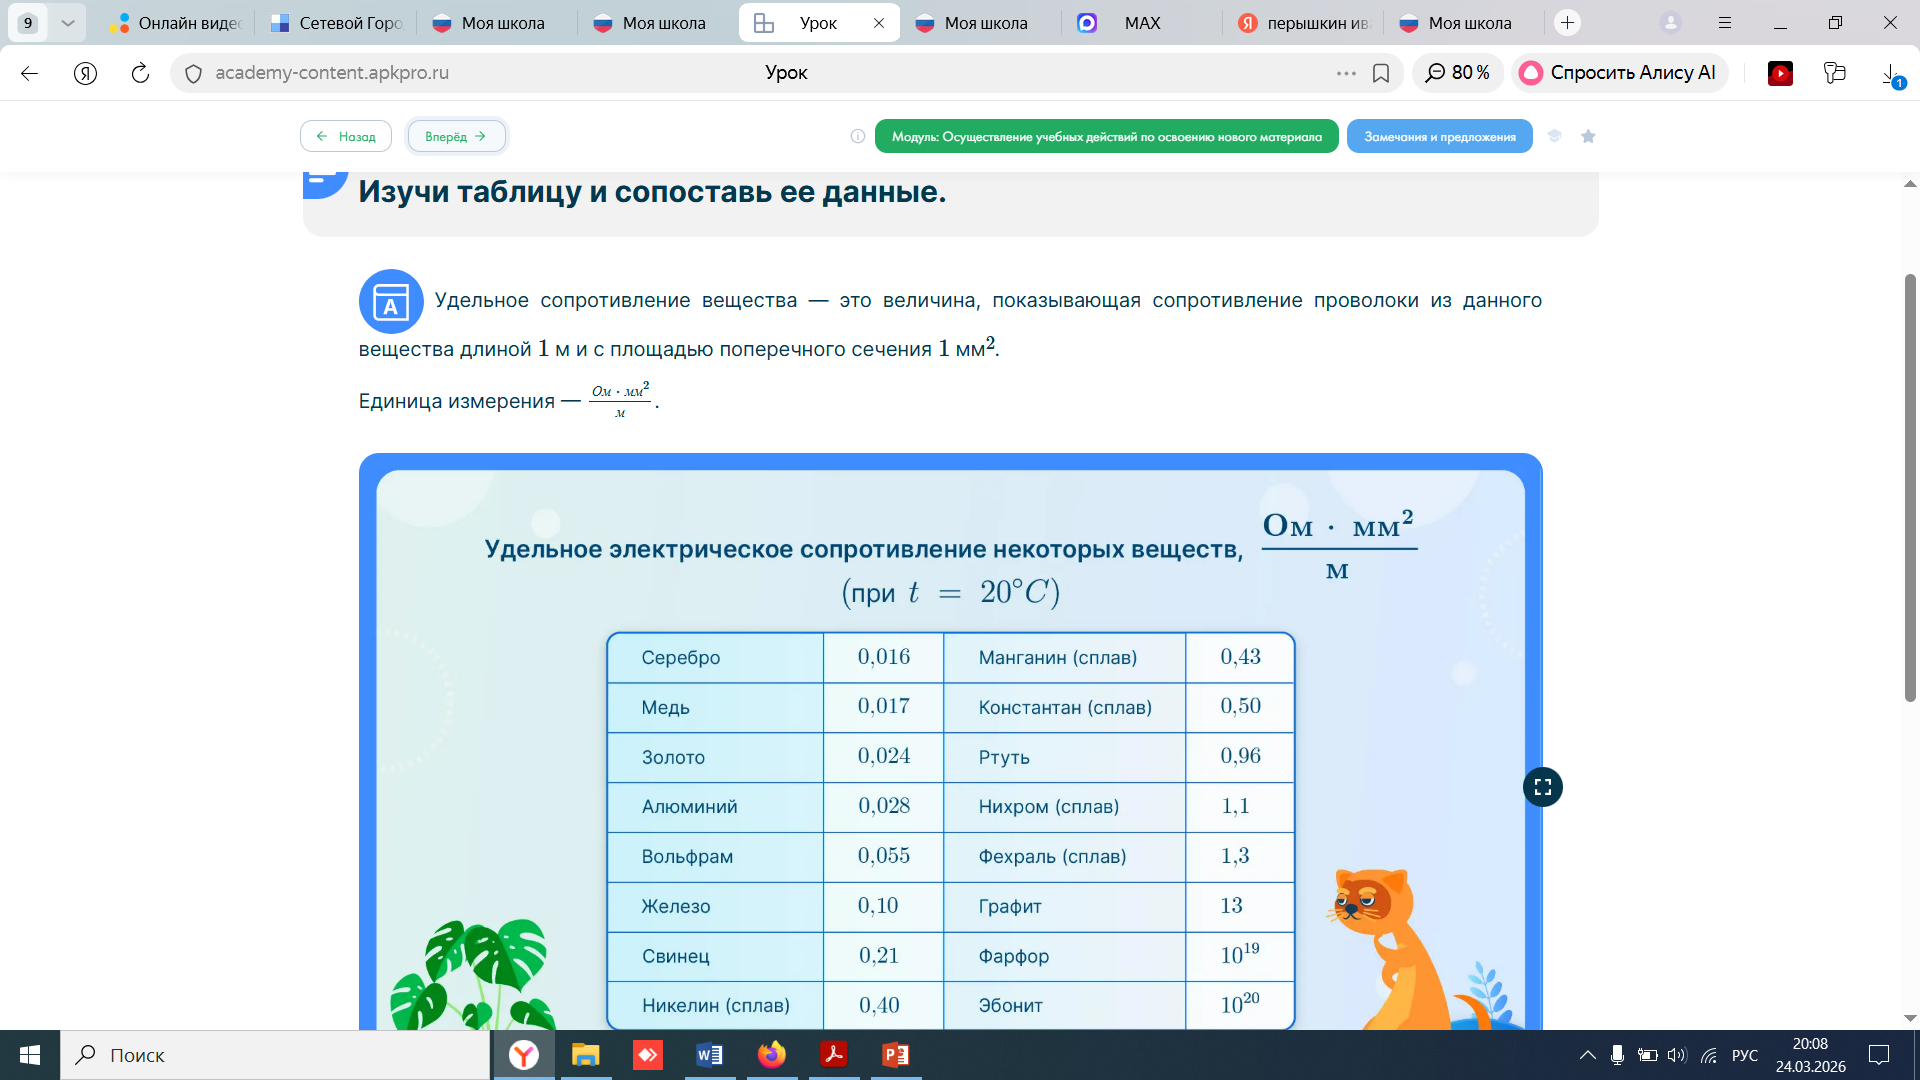 9
Онлайн видео
Сетевой Горо
Моя школа
Моя школа
Урок
Моя школа
MAX
перышкин ива
Моя школа
academy-content.apkpro.ru
Урок
80 %
Спросить Алису AI
1
Назад
Вперёд
Модуль: Осуществление учебных действий по освоению нового материала
Замечания и предложения
Изучи таблицу и сопоставь ее данные.
Удельное сопротивление вещества — это величина, показывающая сопротивление проволоки из данного
вещества длиной 1 м и с площадью поперечного сечения 1 мм².
Единица измерения — Ом · мм² / м .
Удельное электрическое сопротивление некоторых веществ, Ом · мм² / м
(при t = 20°C)
Серебро 0,016 Манганин (сплав) 0,43
Медь 0,017 Константан (сплав) 0,50
Золото 0,024 Ртуть 0,96
Алюминий 0,028 Нихром (сплав) 1,1
Вольфрам 0,055 Фехраль (сплав) 1,3
Железо 0,10 Графит 13
Свинец 0,21 Фарфор 10¹⁹
Никелин (сплав) 0,40 Эбонит 10²⁰
Поиск
РУС
20:08
24.03.2026